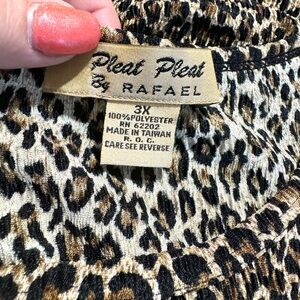 Pleat Pleat
By RAFAEL
3X
100% POLYESTER
RN 62202
MADE IN TAIWAN
R. O. C.
CARE SEE REVERSE